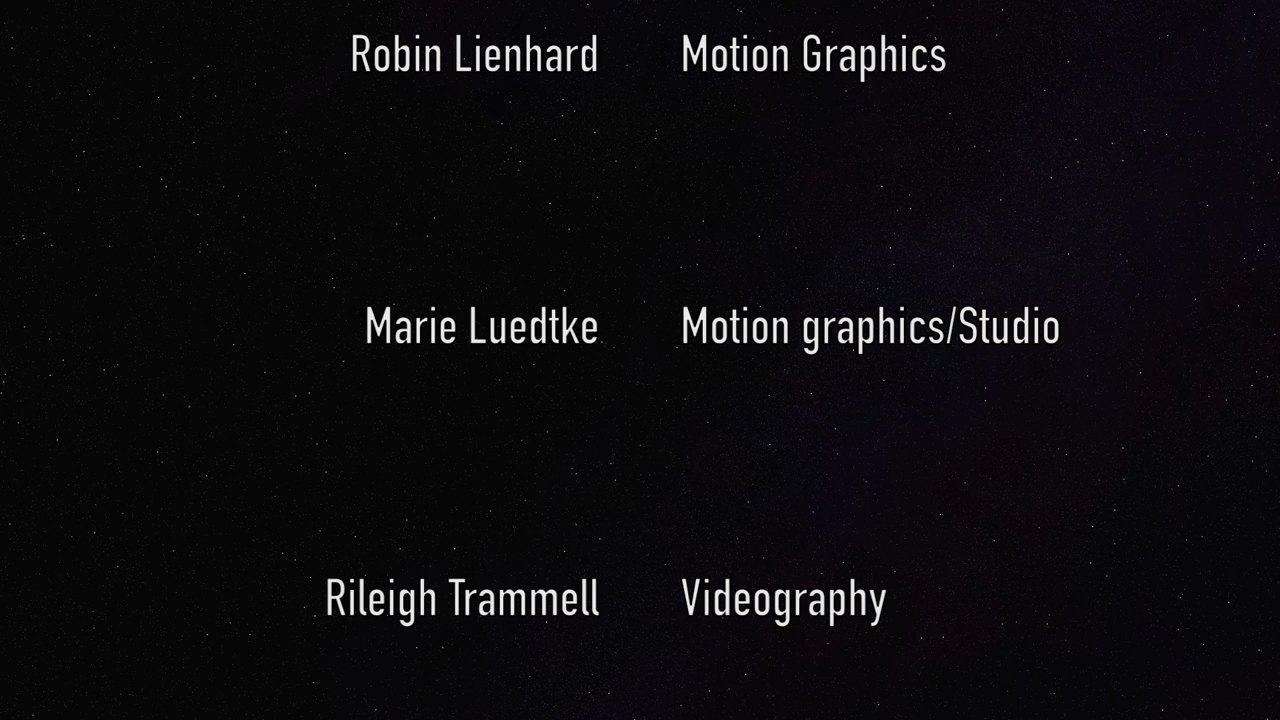 Robin Lienhard Motion Graphics
Marie Luedtke Motion graphics/Studio
Rileigh Trammell Videography